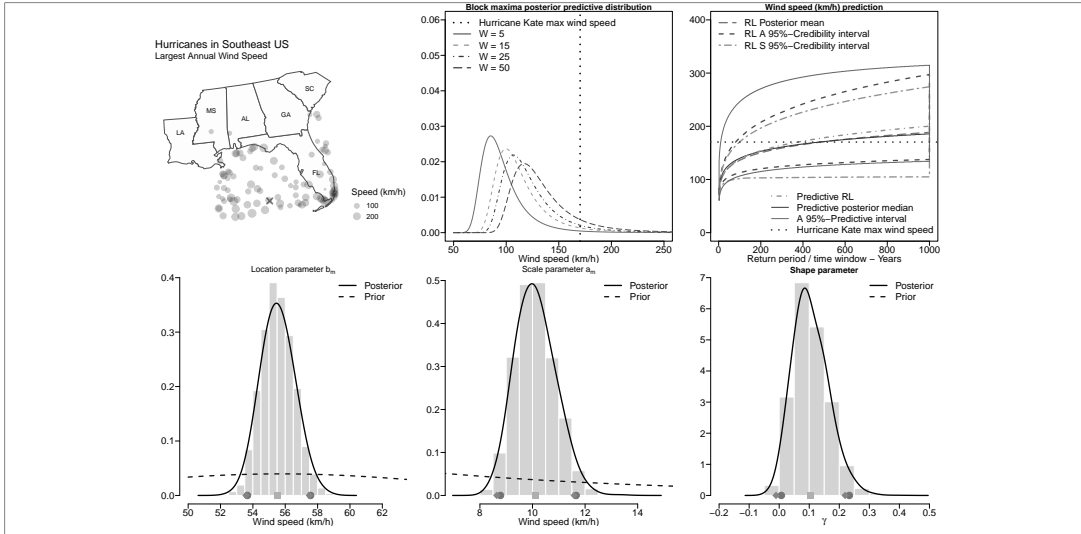 Hurricanes in Southeast US
Largest Annual Wind Speed
LA
MS
AL
GA
SC
FL
Speed (km/h)
100
200
Block maxima posterior predictive distribution
Hurricane Kate max wind speed
W = 5
W = 15
W = 25
W = 50
0.06
0.05
0.04
0.03
0.02
0.01
0.00
50 100 150 200 250
Wind speed (km/h)
Wind speed (km/h) prediction
RL Posterior mean
RL A 95%−Credibility interval
RL S 95%−Credibility interval
400
300
200
100
0
Predictive RL
Predictive posterior median
A 95%−Predictive interval
Hurricane Kate max wind speed
0 200 400 600 800 1000
Return period / time window − Years
Location parameter bm
Posterior
Prior
0.4
0.3
0.2
0.1
0.0
50 52 54 56 58 60 62
Wind speed (km/h)
Scale parameter am
Posterior
Prior
0.5
0.4
0.3
0.2
0.1
0.0
8 10 12 14
Wind speed (km/h)
Shape parameter
Posterior
Prior
7
6
5
4
3
2
1
0
−0.2 −0.1 0.0 0.1 0.2 0.3 0.4 0.5
γ